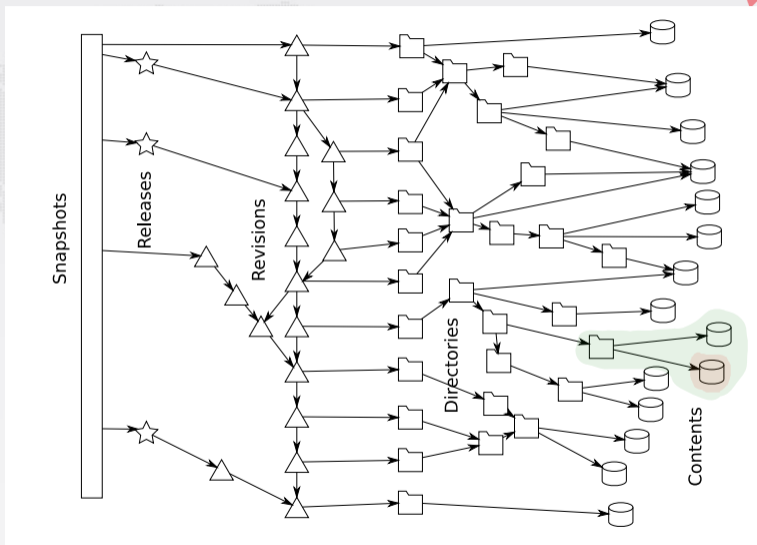 Snapshots
Releases
Revisions
Directories
Contents